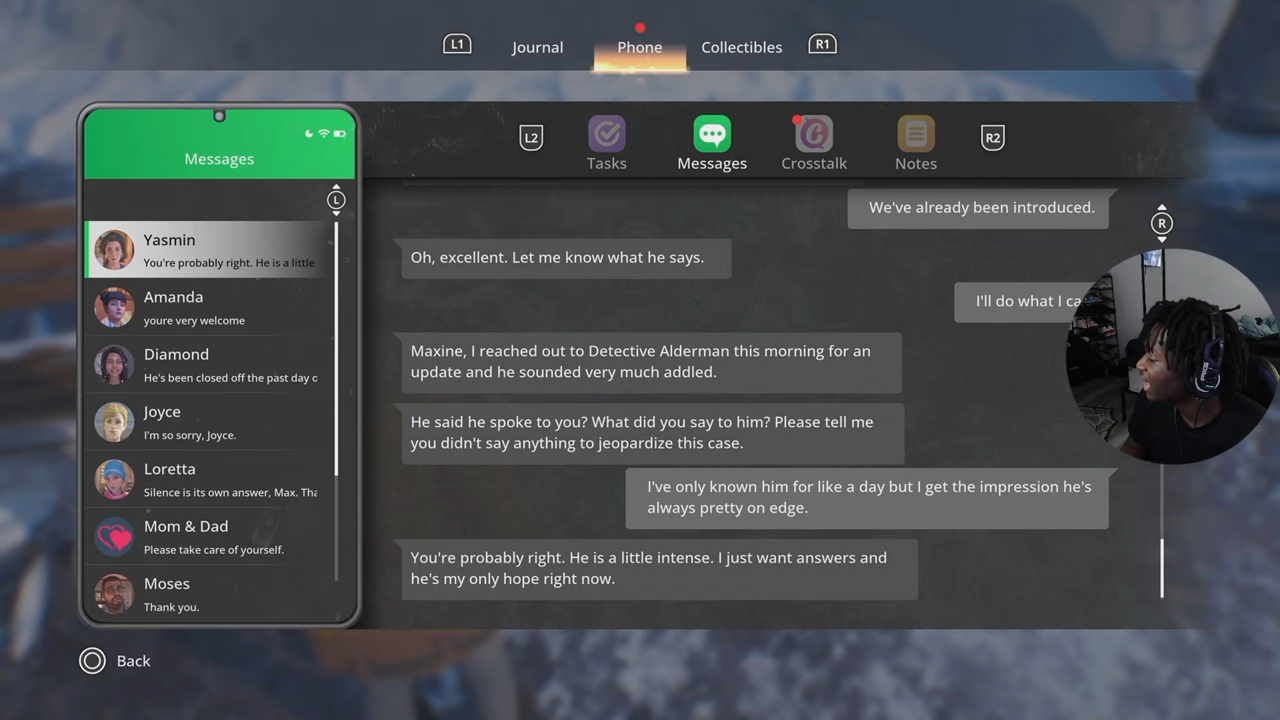 L1 Journal Phone Collectibles R1
L2 Tasks Messages Crosstalk Notes R2
Messages
L
Yasmin
You're probably right. He is a little
Amanda
youre very welcome
Diamond
He's been closed off the past day o
Joyce
I'm so sorry, Joyce.
Loretta
Silence is its own answer, Max. Tha
Mom & Dad
Please take care of yourself.
Moses
Thank you.
R
We've already been introduced.
Oh, excellent. Let me know what he says.
I'll do what I ca
Maxine, I reached out to Detective Alderman this morning for an
update and he sounded very much addled.
He said he spoke to you? What did you say to him? Please tell me
you didn't say anything to jeopardize this case.
I've only known him for like a day but I get the impression he's
always pretty on edge.
You're probably right. He is a little intense. I just want answers and
he's my only hope right now.
Back